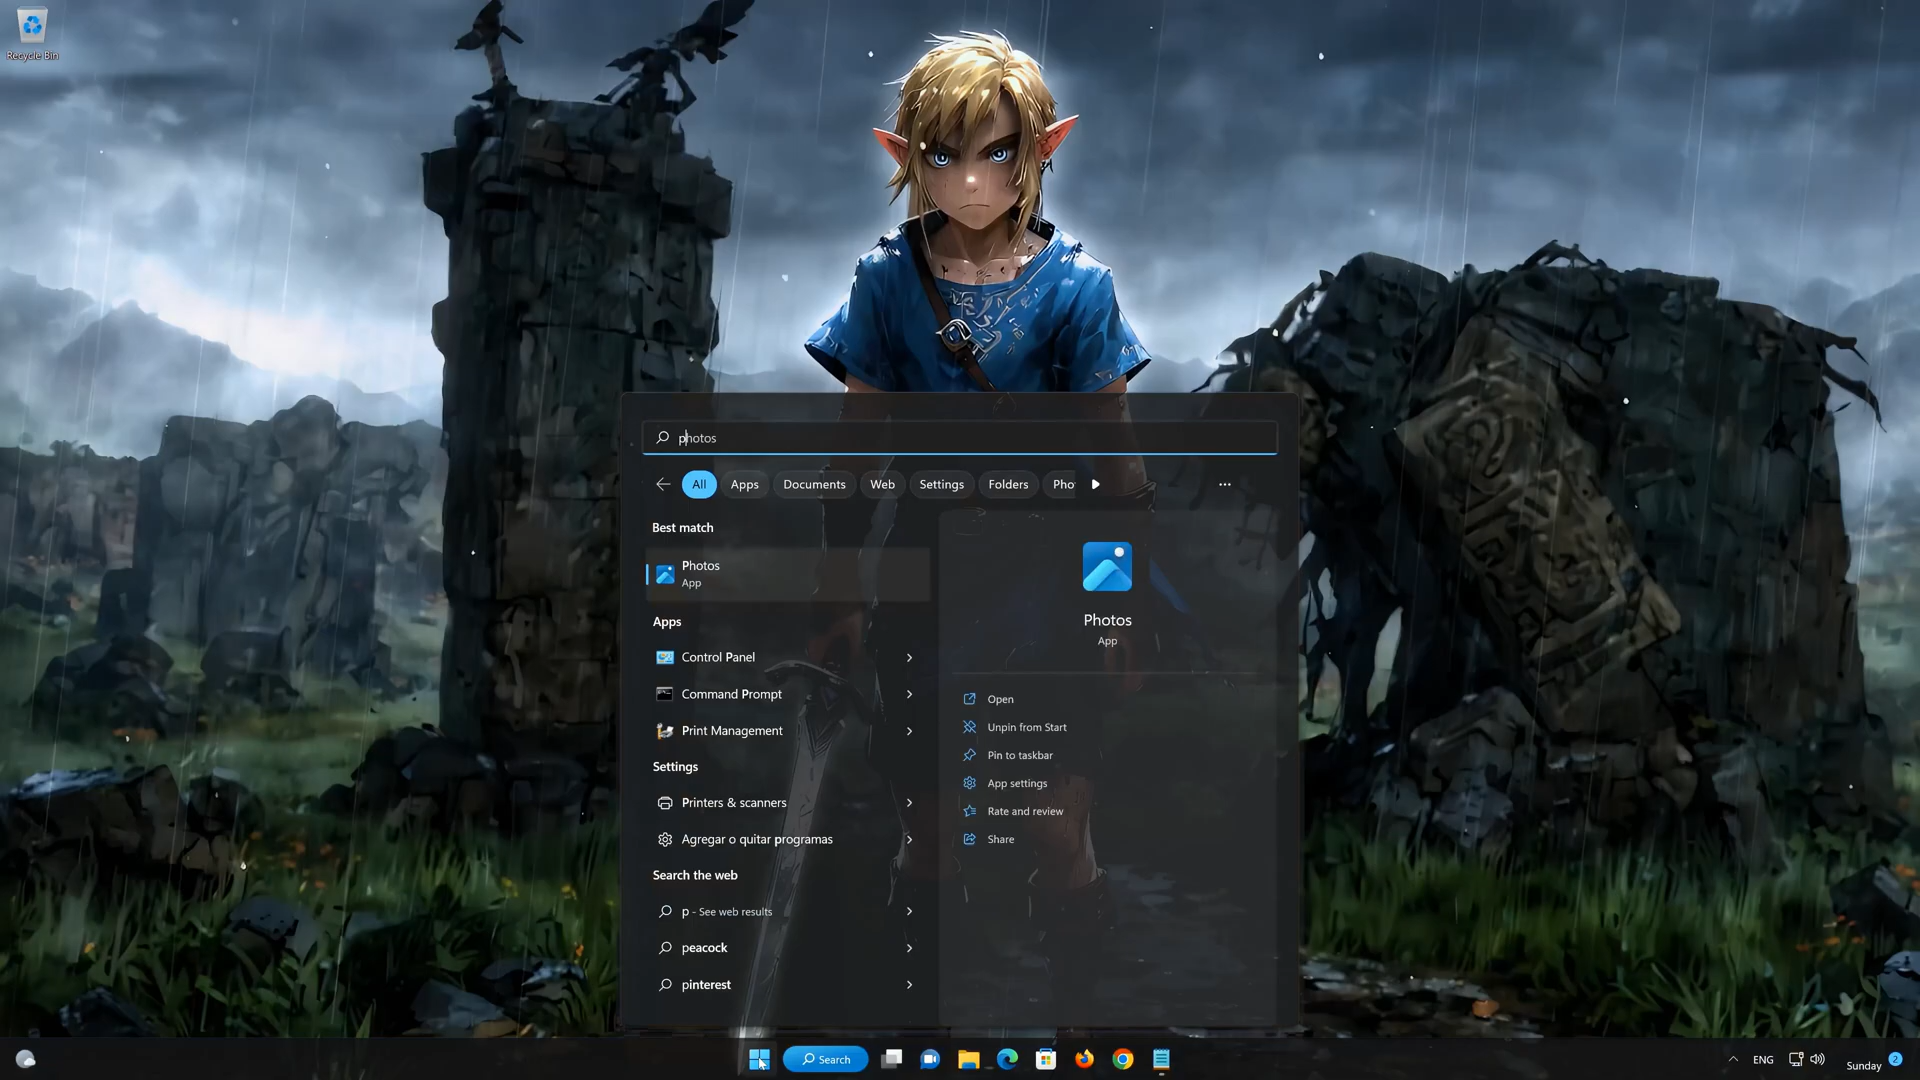 Recycle Bin
photos
All
Apps
Documents
Web
Settings
Folders
Pho
Best match
Photos
App
Apps
Control Panel
Command Prompt
Print Management
Settings
Printers & scanners
Agregar o quitar programas
Search the web
p - See web results
peacock
pinterest
Photos
App
Open
Unpin from Start
Pin to taskbar
App settings
Rate and review
Share
Search
ENG
Sunday
2